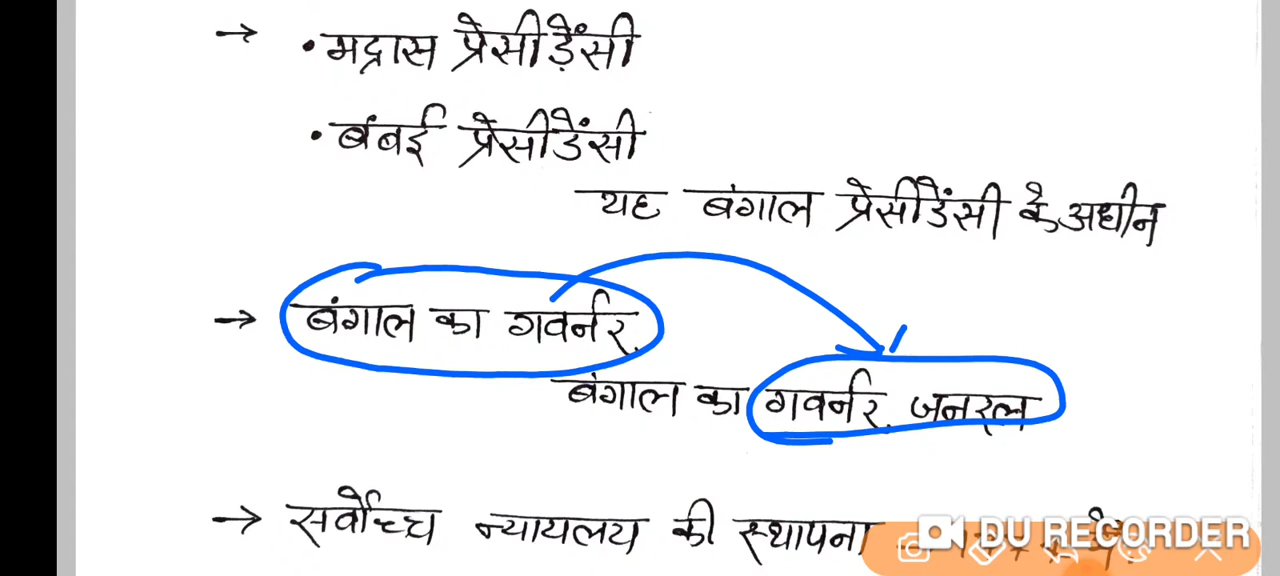 → • मद्रास प्रेसीड़ेंसी
• बंबई प्रेसीडेंसी
यह बंगाल प्रेसीडेंसी के अधीन
→ बंगाल का गवर्नर
बंगाल का गवर्नर जनरल
→ सर्वोच्च न्यायलय की स्थापना
DU RECORDER